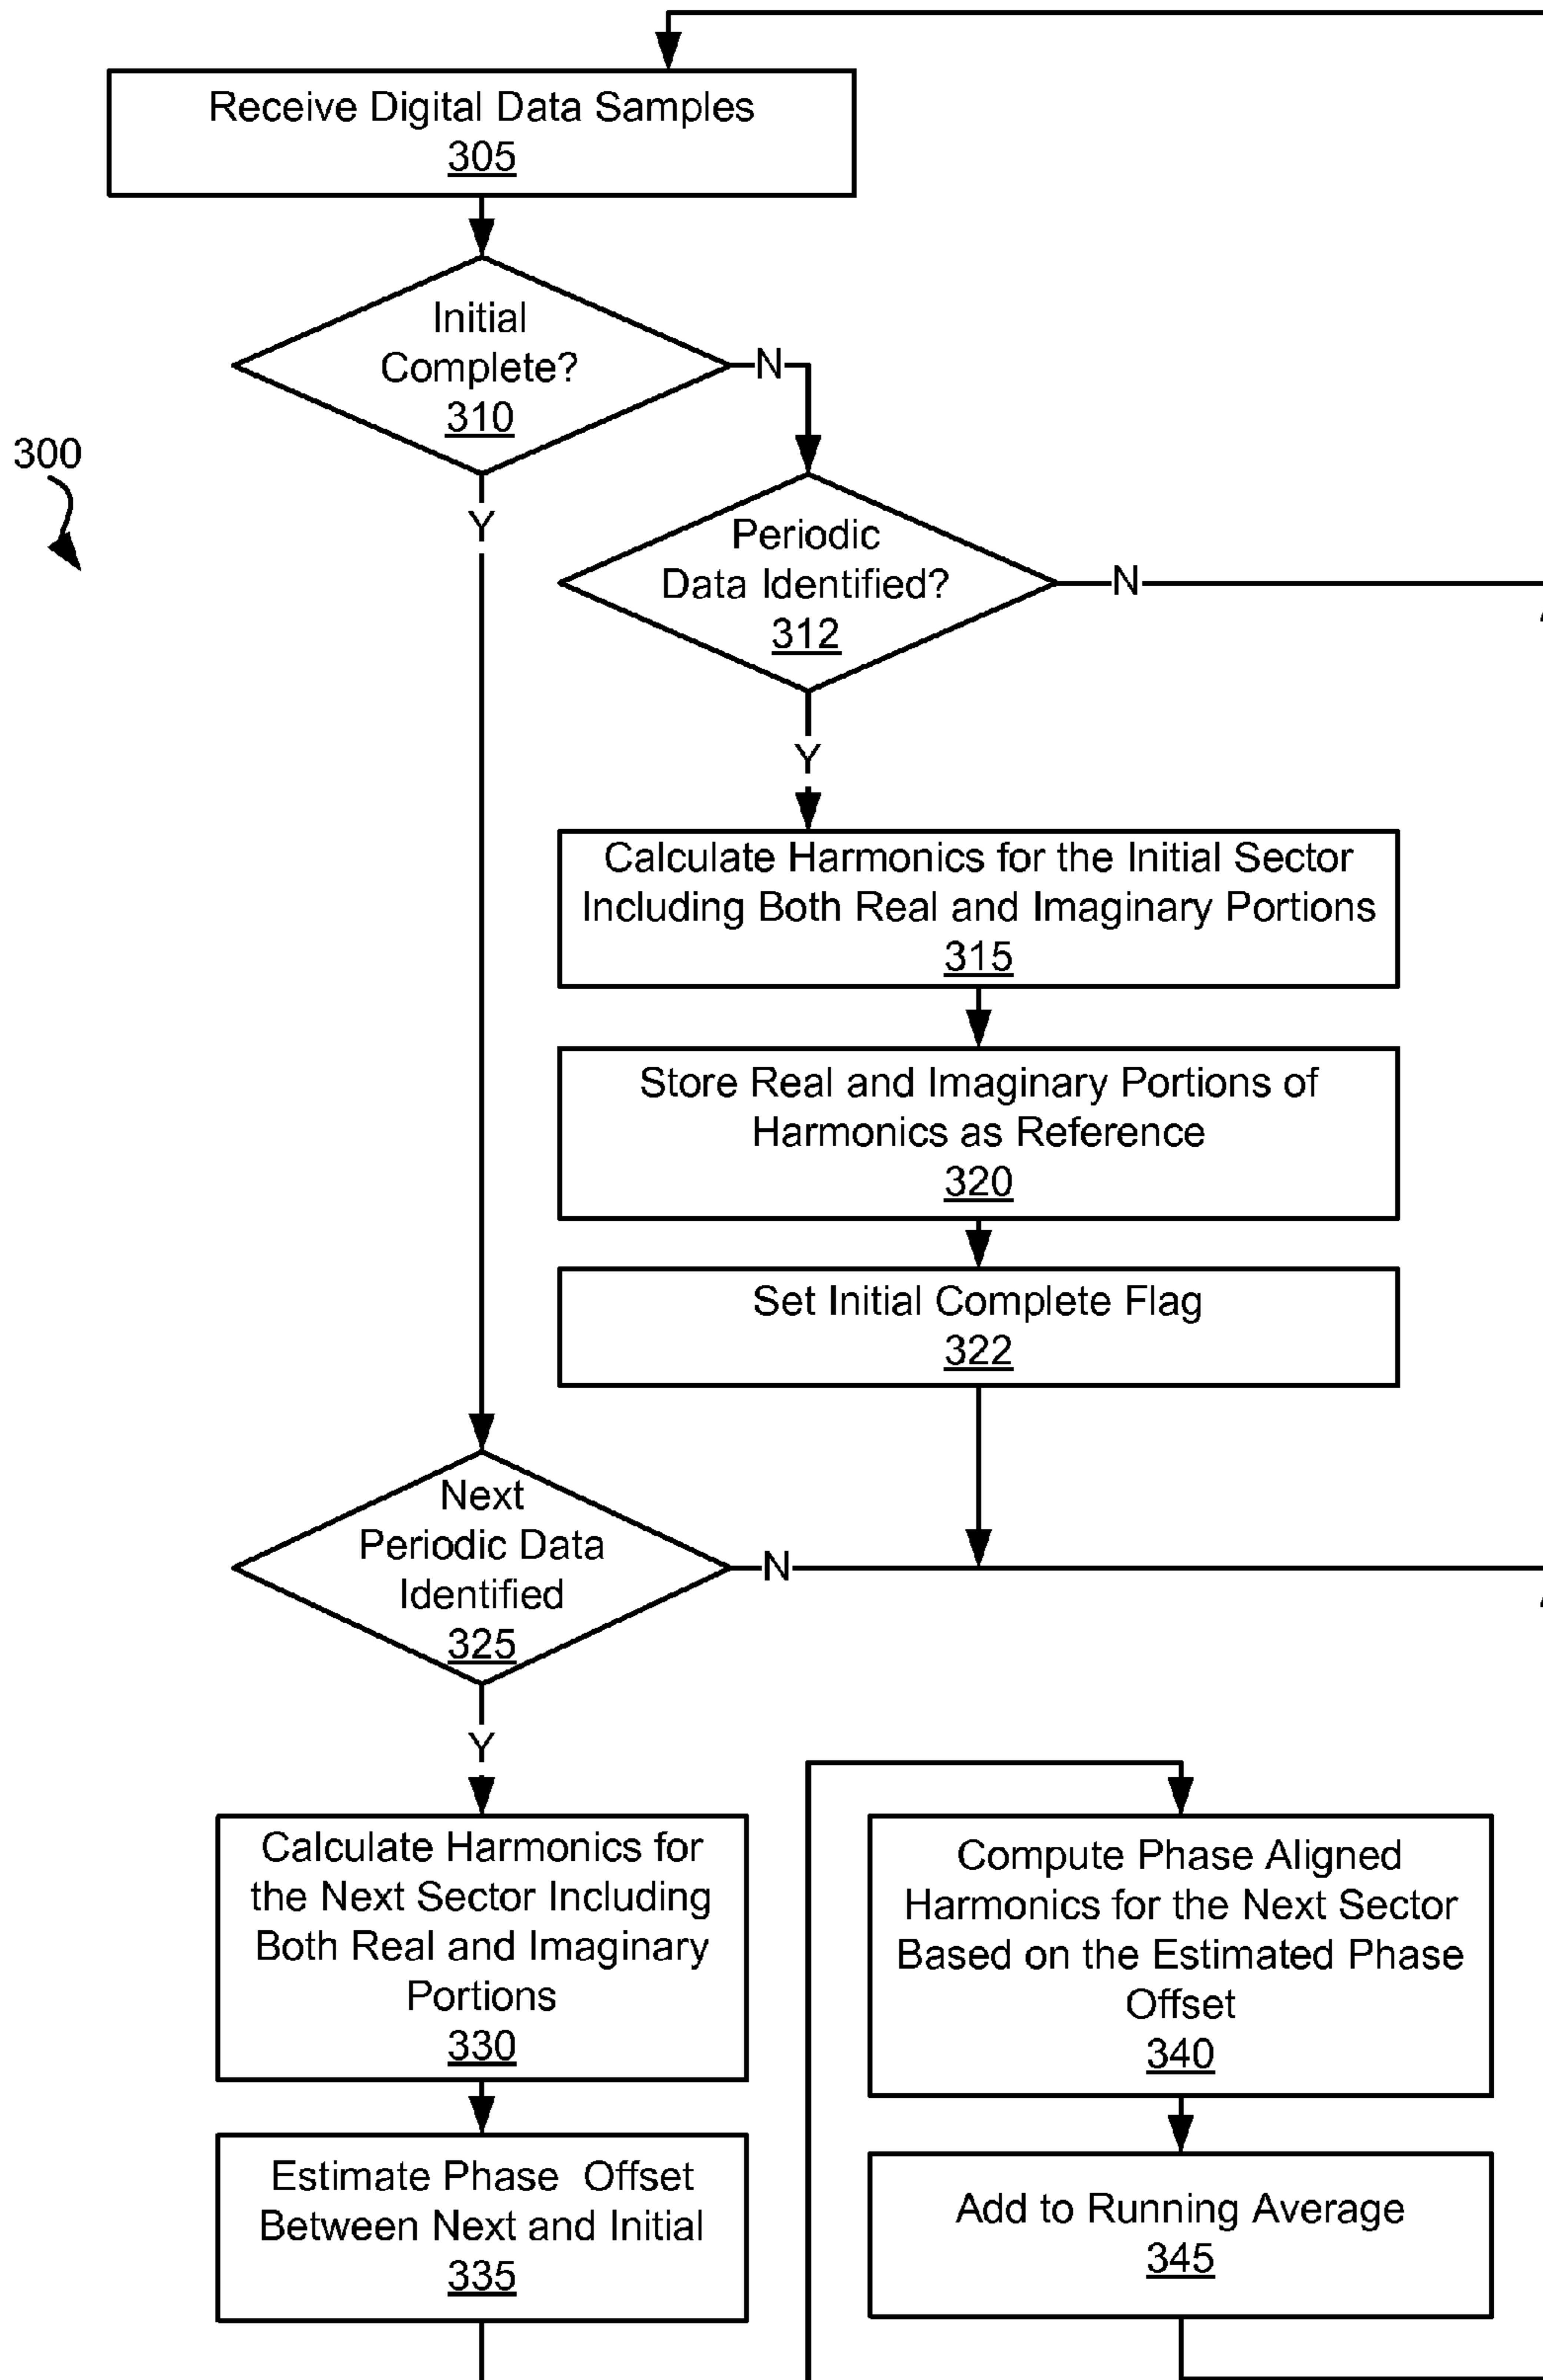 Receive Digital Data Samples
305
Initial
Complete?
310
N
300
Y
Periodic
Data Identified?
312
N
Y
Calculate Harmonics for the Initial Sector
Including Both Real and Imaginary Portions
315
Store Real and Imaginary Portions of
Harmonics as Reference
320
Set Initial Complete Flag
322
Next
Periodic Data
Identified
325
N
Y
Calculate Harmonics for
the Next Sector Including
Both Real and Imaginary
Portions
330
Estimate Phase Offset
Between Next and Initial
335
Compute Phase Aligned
Harmonics for the Next Sector
Based on the Estimated Phase
Offset
340
Add to Running Average
345